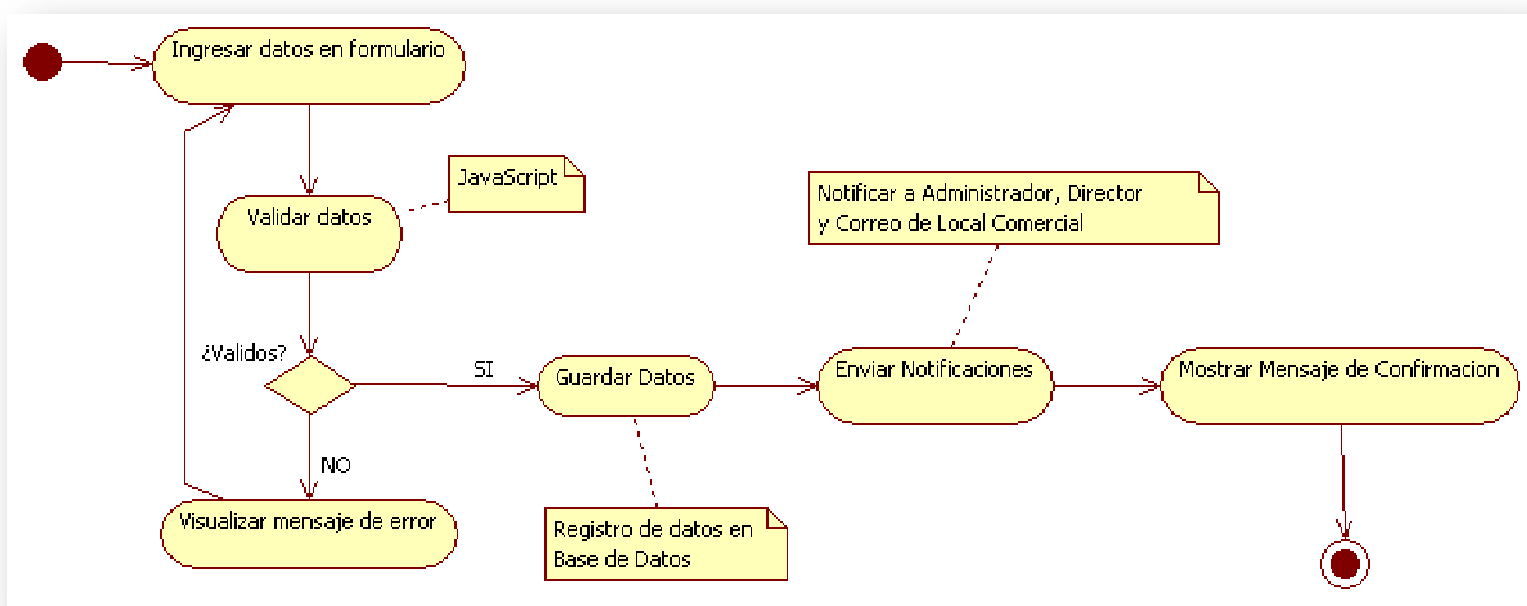 Ingresar datos en formulario
JavaScript
Validar datos
Notificar a Administrador, Director
y Correo de Local Comercial
¿Validos?
SI
Guardar Datos
Enviar Notificaciones
Mostrar Mensaje de Confirmacion
NO
Visualizar mensaje de error
Registro de datos en
Base de Datos